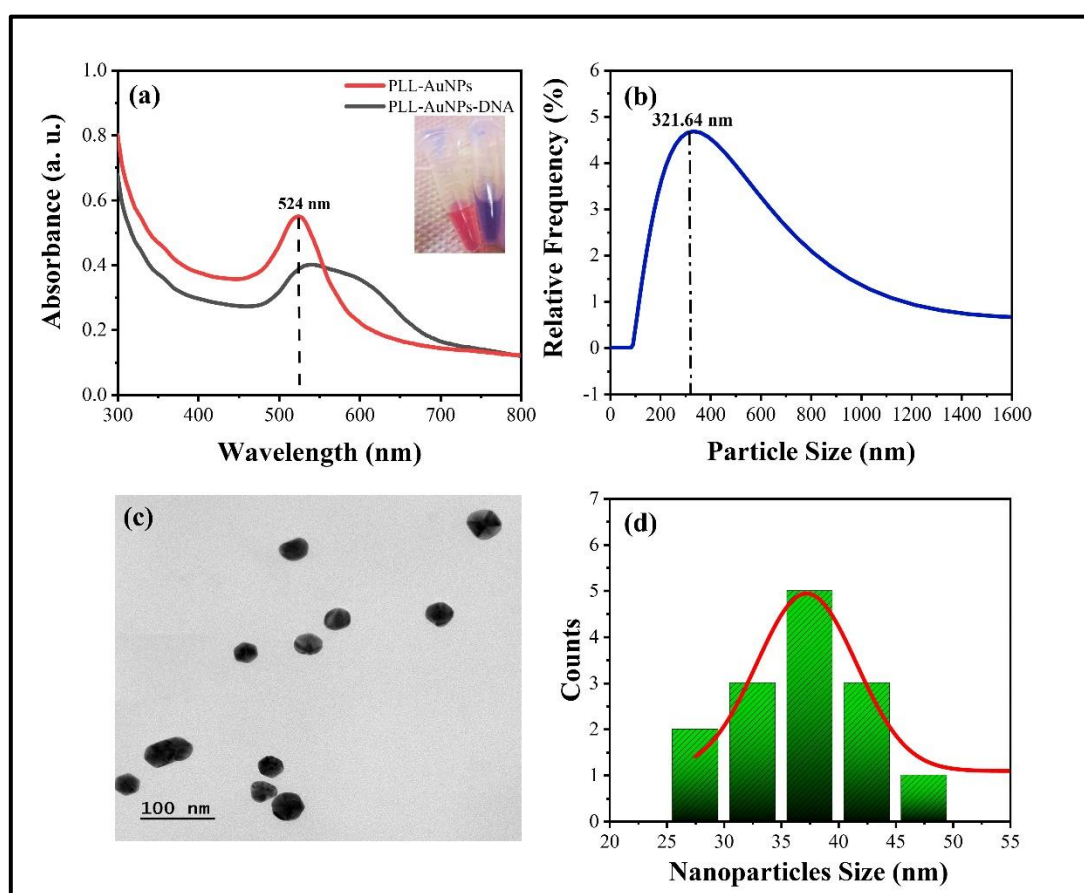 (a)
PLL-AuNPs
PLL-AuNPs-DNA
524 nm
1.0
0.8
0.6
0.4
0.2
0.0
Absorbance (a. u.)
300 400 500 600 700 800
Wavelength (nm)
(b)
321.64 nm
6
5
4
3
2
1
0
-1
Relative Frequency (%)
0 200 400 600 800 1000 1200 1400 1600
Particle Size (nm)
(c)
100 nm
(d)
7
6
5
4
3
2
1
0
Counts
20 25 30 35 40 45 50 55
Nanoparticles Size (nm)